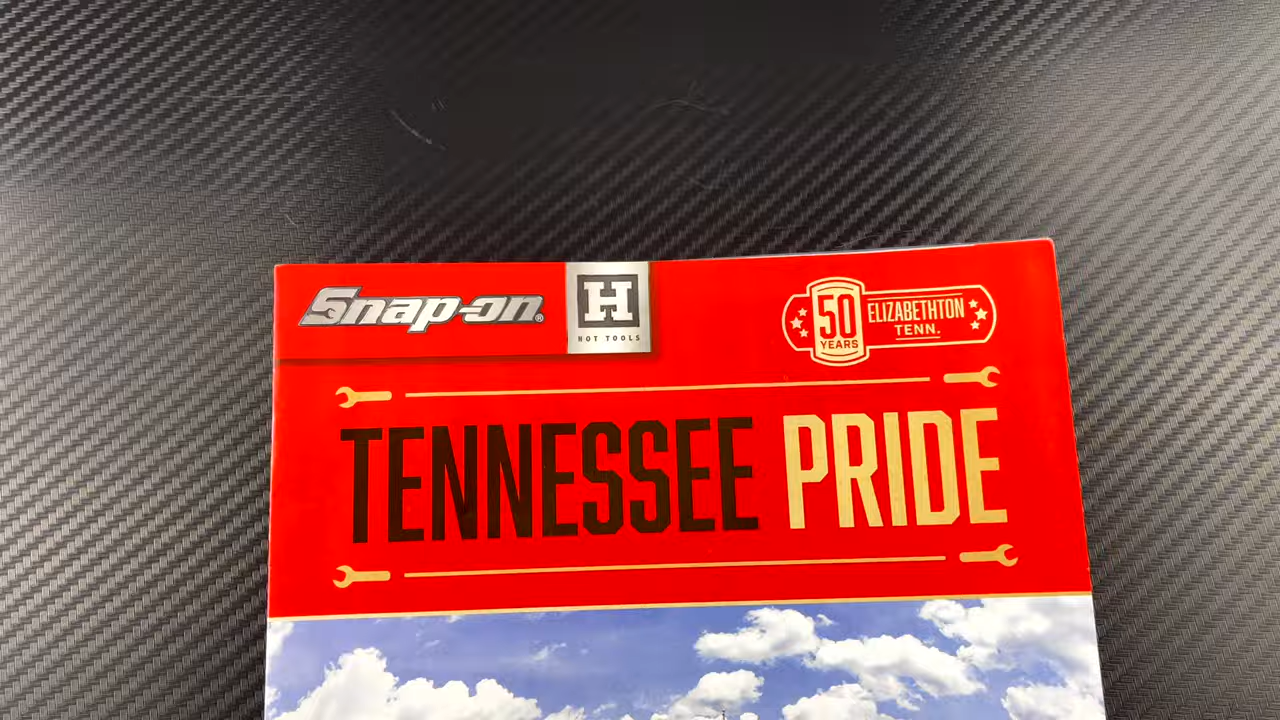 Snap-on®
H
HOT TOOLS
50
YEARS
ELIZABETHTON
TENN.
TENNESSEE PRIDE